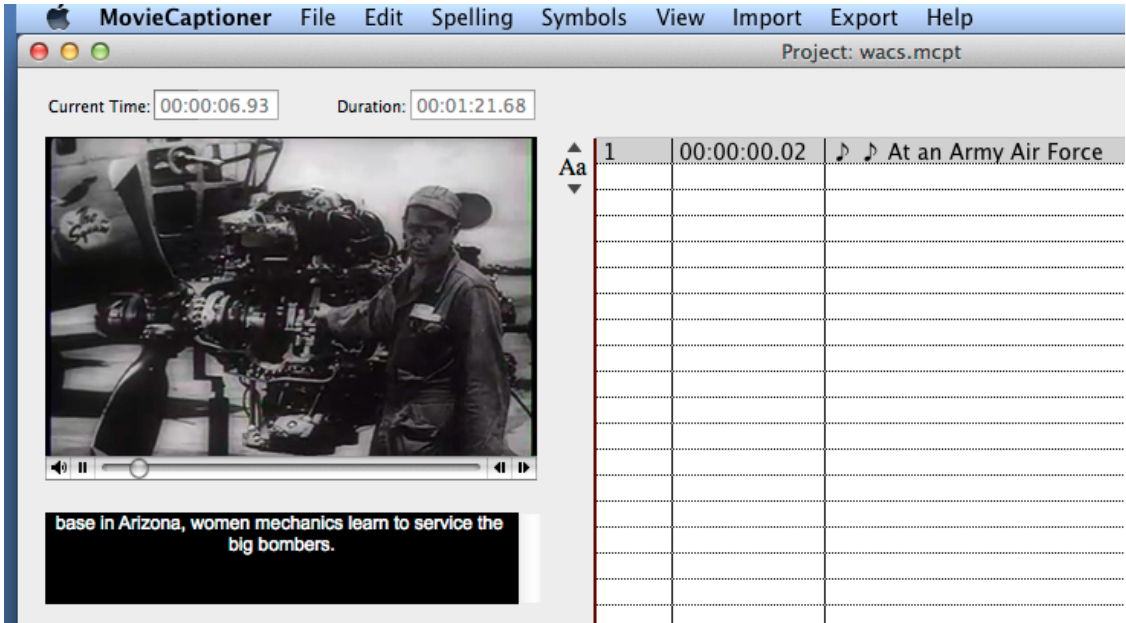 MovieCaptioner File Edit Spelling Symbols View Import Export Help
Project: wacs.mcpt
Current Time: 00:00:06.93 Duration: 00:01:21.68
Aa
1 00:00:00.02 ♪ ♪ At an Army Air Force
The
base in Arizona, women mechanics learn to service the
big bombers.